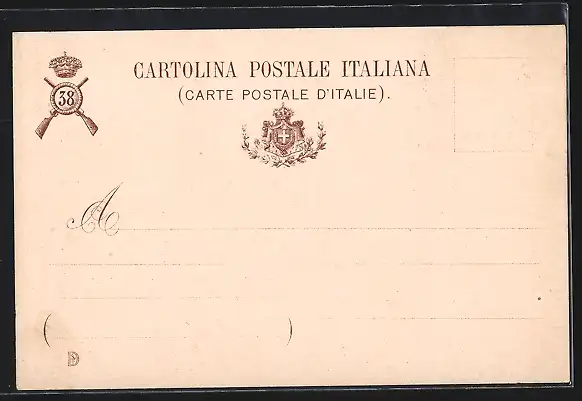 38
CARTOLINA POSTALE ITALIANA
(CARTE POSTALE D'ITALIE).
A
(                    )
D